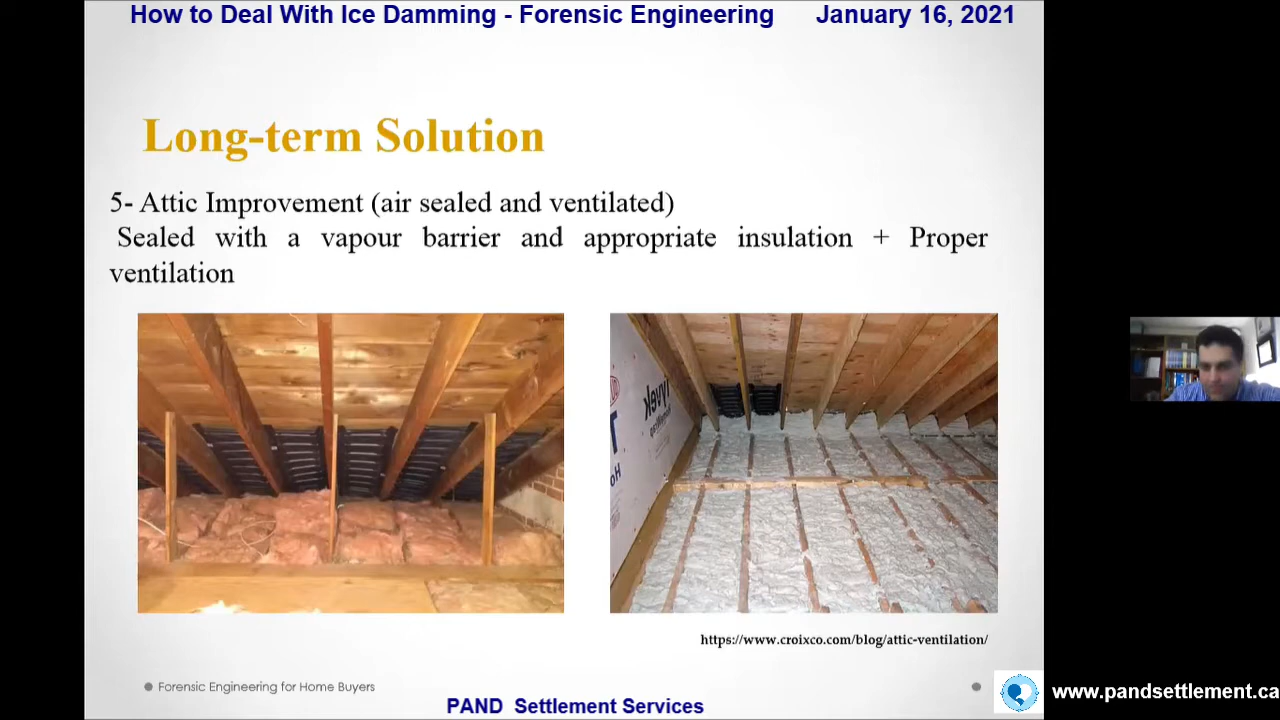 How to Deal With Ice Damming - Forensic Engineering January 16, 2021
Long-term Solution
5- Attic Improvement (air sealed and ventilated)
Sealed with a vapour barrier and appropriate insulation + Proper
ventilation
Tyvek
https://www.croixco.com/blog/attic-ventilation/
Forensic Engineering for Home Buyers
PAND Settlement Services
www.pandsettlement.ca